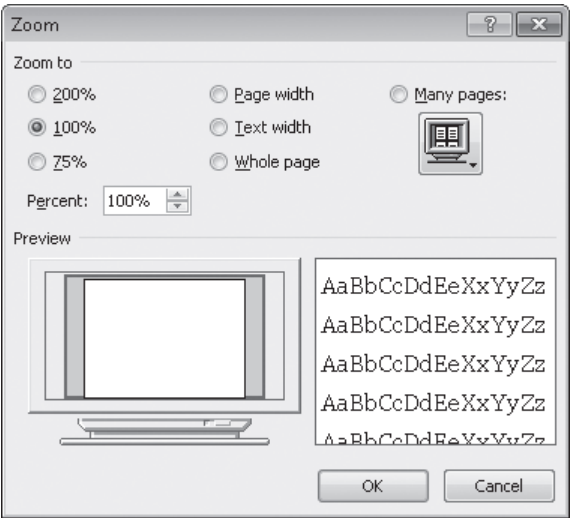 Zoom
Zoom to
200% Page width Many pages:
100% Text width
75% Whole page
Percent: 100%
Preview
AaBbCcDdEeXxYyZz
AaBbCcDdEeXxYyZz
AaBbCcDdEeXxYyZz
AaBbCcDdEeXxYyZz
AaBbCcDdEeXxYyZz
OK Cancel